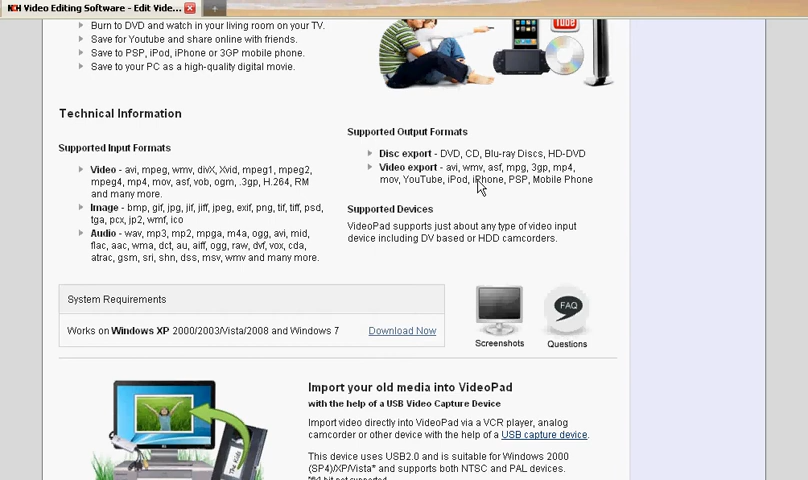 NCH Video Editing Software - Edit Vide...
Burn to DVD and watch in your living room on your TV.
Save for Youtube and share online with friends.
Save to PSP, iPod, iPhone or 3GP mobile phone.
Save to your PC as a high-quality digital movie.
You Tube
Technical Information
Supported Input Formats
Video - avi, mpeg, wmv, divX, Xvid, mpeg1, mpeg2,
mpeg4, mp4, mov, asf, vob, ogm, .3gp, H.264, RM
and many more.
Image - bmp, gif, jpg, jif, jiff, jpeg, exif, png, tif, tiff, psd,
tga, pcx, jp2, wmf, ico
Audio - wav, mp3, mp2, mpga, m4a, ogg, avi, mid,
flac, aac, wma, dct, au, aiff, ogg, raw, dvf, vox, cda,
atrac, gsm, sri, shn, dss, msv, wmv and many more.
Supported Output Formats
Disc export - DVD, CD, Blu-ray Discs, HD-DVD
Video export - avi, wmv, asf, mpg, 3gp, mp4,
mov, YouTube, iPod, iPhone, PSP, Mobile Phone
Supported Devices
VideoPad supports just about any type of video input
device including DV based or HDD camcorders.
System Requirements
Works on Windows XP 2000/2003/Vista/2008 and Windows 7
Download Now
FAQ
Screenshots
Questions
Import your old media into VideoPad
with the help of a USB Video Capture Device
Import video directly into VideoPad via a VCR player, analog
camcorder or other device with the help of a USB capture device.
This device uses USB2.0 and is suitable for Windows 2000
(SP4)/XP/Vista* and supports both NTSC and PAL devices.
The Kids